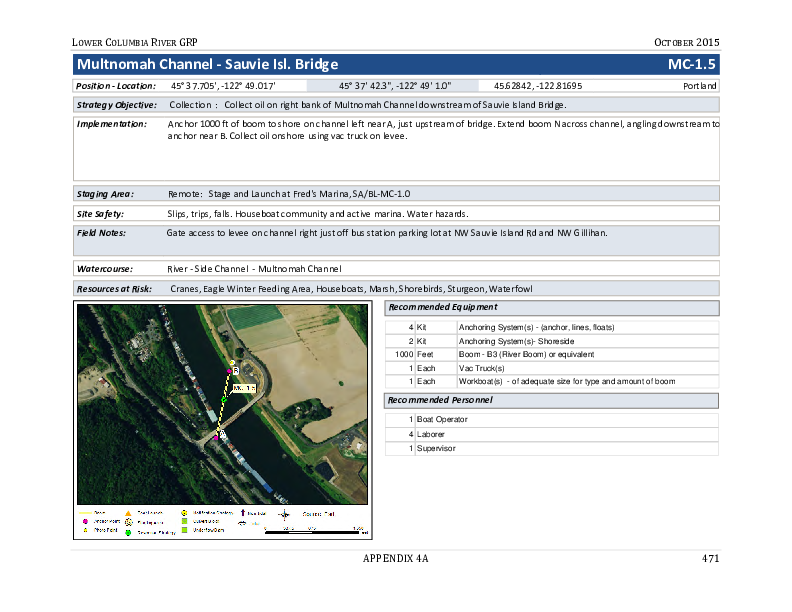 LOWER COLUMBIA RIVER GRP OCTOBER 2015
Multnomah Channel - Sauvie Isl. Bridge MC-1.5
Position - Location: 45° 37.705', -122° 49.017' 45° 37' 42.3", -122° 49' 1.0" 45.62842, -122.81695 Portland
Strategy Objective: Collection : Collect oil on right bank of Multnomah Channel downstream of Sauvie Island Bridge.
Implementation: Anchor 1000 ft of boom to shore on channel left near A, just upstream of bridge. Extend boom N across channel, angling downstream to
anchor near B. Collect oil onshore using vac truck on levee.
Staging Area: Remote: Stage and Launch at Fred's Marina, SA/BL-MC-1.0
Site Safety: Slips, trips, falls. Houseboat community and active marina. Water hazards.
Field Notes: Gate access to levee on channel right just off bus station parking lot at NW Sauvie Island Rd and NW Gillihan.
Watercourse: River - Side Channel - Multnomah Channel
Resources at Risk: Cranes, Eagle Winter Feeding Area, Houseboats, Marsh, Shorebirds, Sturgeon, Waterfowl
Recommended Equipment
4 Kit Anchoring System(s) - (anchor, lines, floats)
2 Kit Anchoring System(s)- Shoreside
1000 Feet Boom - B3 (River Boom) or equivalent
1 Each Vac Truck(s)
1 Each Workboat(s) - of adequate size for type and amount of boom
Recommended Personnel
1 Boat Operator
4 Laborer
1 Supervisor
B
MC-1.5
Anchor Point
Photo Point
Notification Strategy
Collection Strategy
Underflow Dam
APPENDIX 4A 471